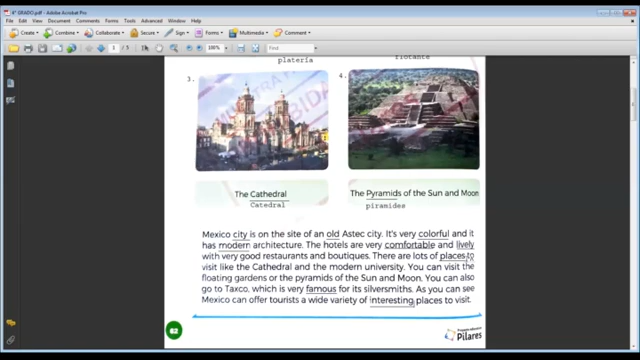 4° GRADO.pdf - Adobe Acrobat Pro
File Edit View Document Comments Forms Tools Advanced Window Help
Create Combine Collaborate Secure Sign Forms Multimedia Comment
100% Find
platería flotante
3. 4.
The Cathedral The Pyramids of the Sun and Moon
Catedral piramides
Mexico city is on the site of an old Astec city. It's very colorful and it
has modern architecture. The hotels are very comfortable and lively
with very good restaurants and boutiques. There are lots of places to
visit like the Cathedral and the modern university. You can visit the
floating gardens or the pyramids of the Sun and Moon. You can also
go to Taxco, which is very famous for its silversmiths. As you can see
Mexico can offer tourists a wide variety of interesting places to visit.
62
Pilares